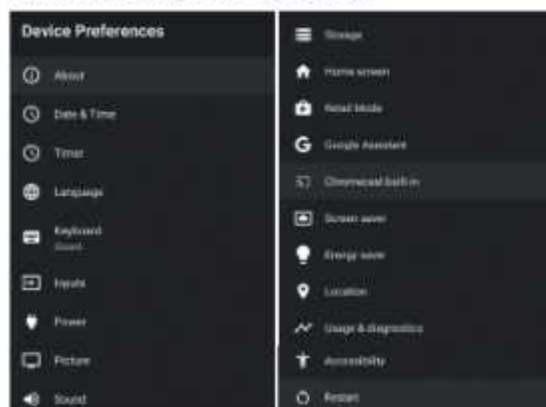 Device Preferences
About
Date & Time
Timer
Language
Keyboard
Inputs
Power
Picture
Sound
Storage
Home screen
Retail Mode
Google Assistant
Chromecast built-in
Screen saver
Energy saver
Location
Usage & diagnostics
Accessibility
Restart